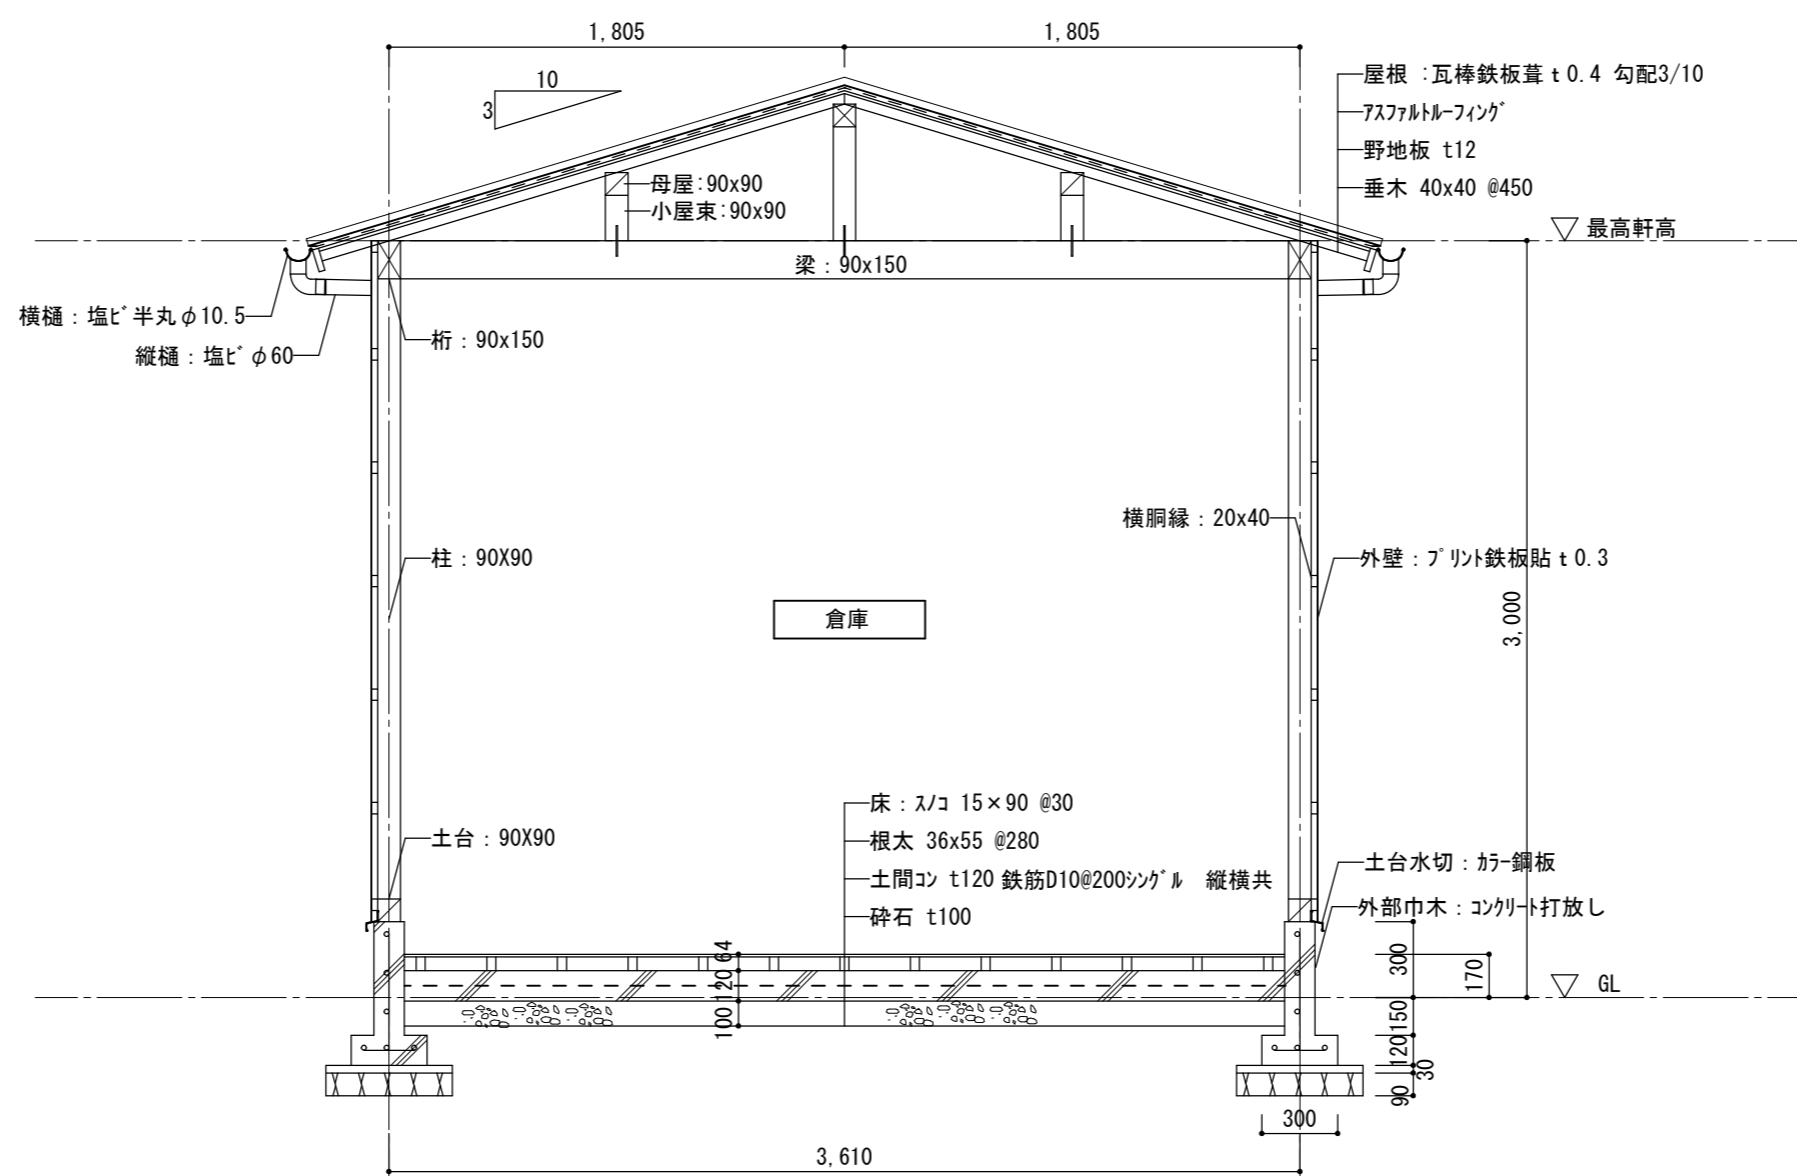 1,805
1,805
10
3
屋根 :瓦棒鉄板葺 t0.4 勾配3/10
ｱｽﾌｧﾙﾄﾙｰﾌｨﾝｸﾞ
野地板 t12
垂木 40x40 @450
母屋:90x90
小屋束:90x90
最高軒高
梁:90x150
横樋:塩ﾋﾞ半丸φ10.5
縦樋:塩ﾋﾞφ60
桁:90x150
横胴縁:20x40
柱:90X90
外壁:ﾌﾟﾘﾝﾄ鉄板貼 t0.3
倉庫
3,000
床:ｽﾉｺ 15×90 @30
根太 36x55 @280
土間ｺﾝ t120 鉄筋D10@200ｼﾝｸﾞﾙ 縦横共
砕石 t100
土台:90X90
土台水切:ｶﾗｰ鋼板
外部巾木:ｺﾝｸﾘｰﾄ打放し
64
120
100
300
170
GL
150
120
30
90
300
3,610